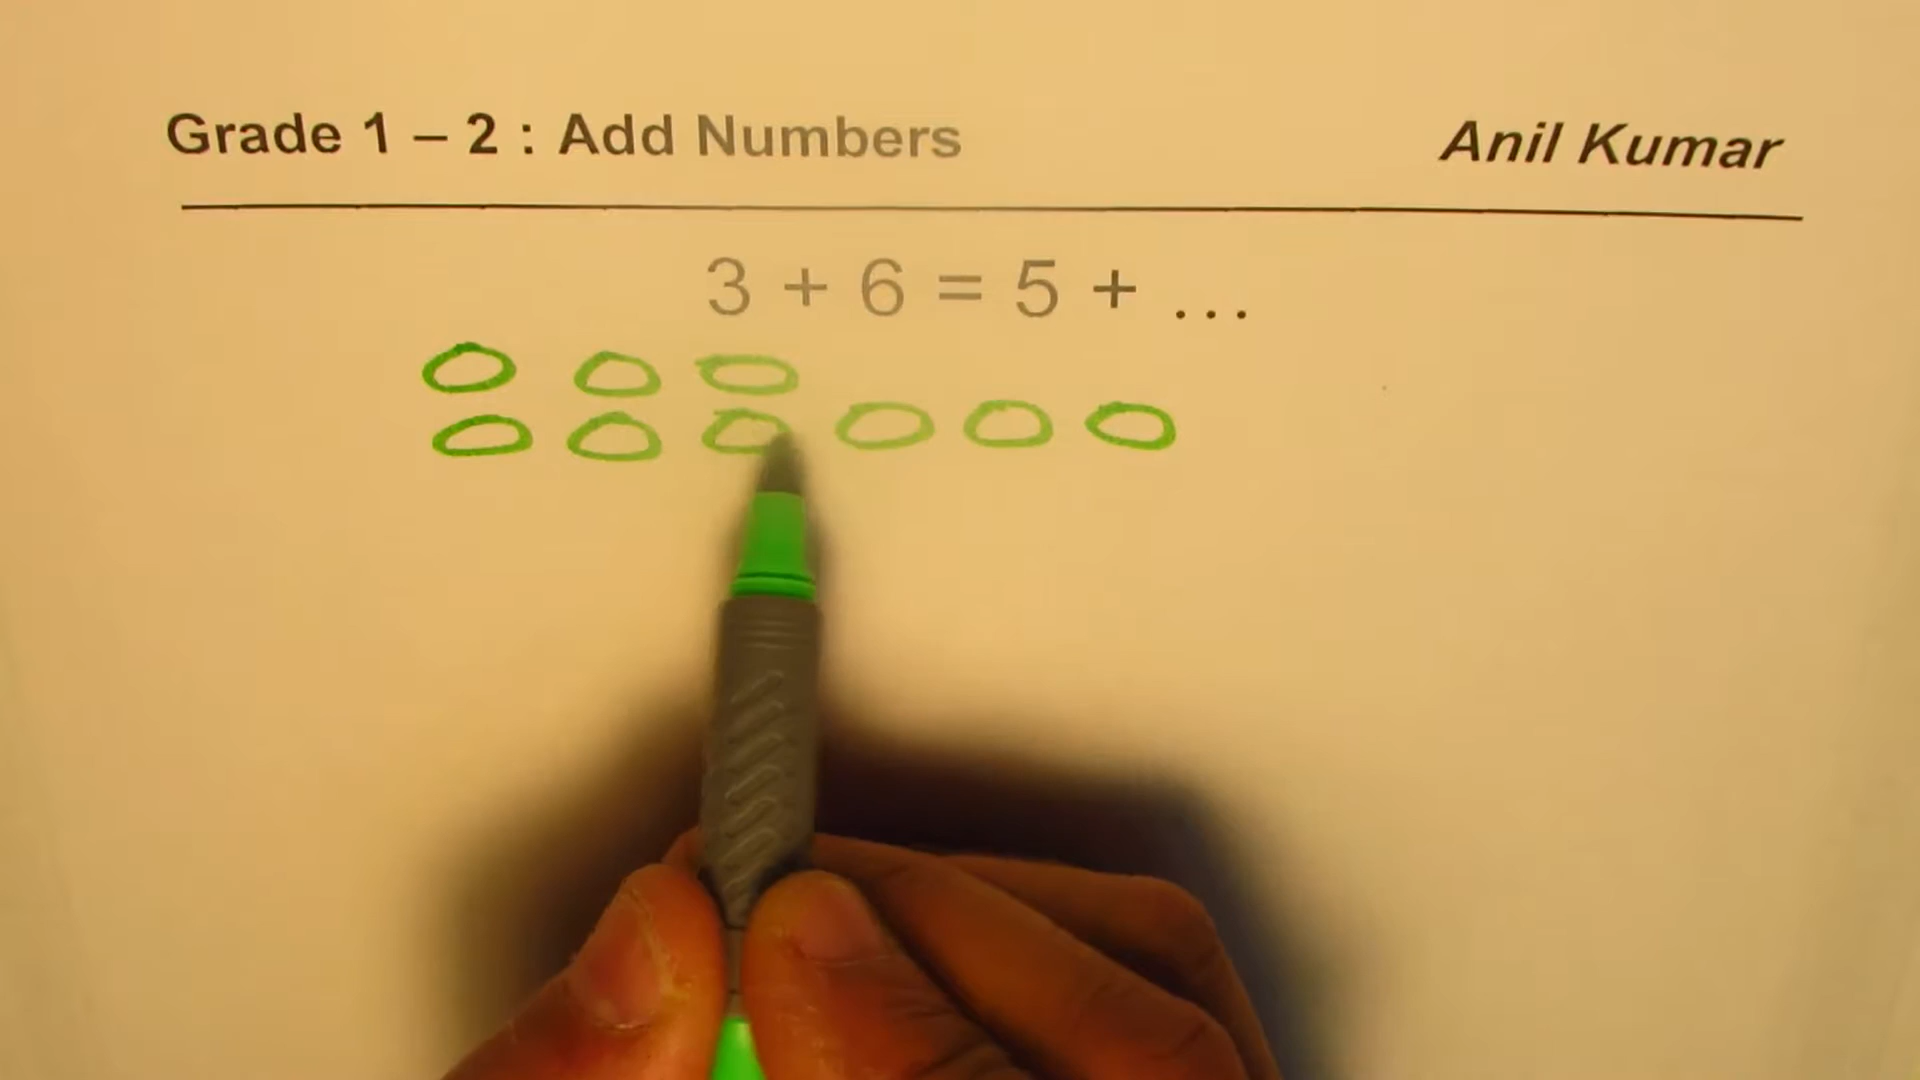 Grade 1 – 2 : Add Numbers Anil Kumar
3 + 6 = 5 + ...